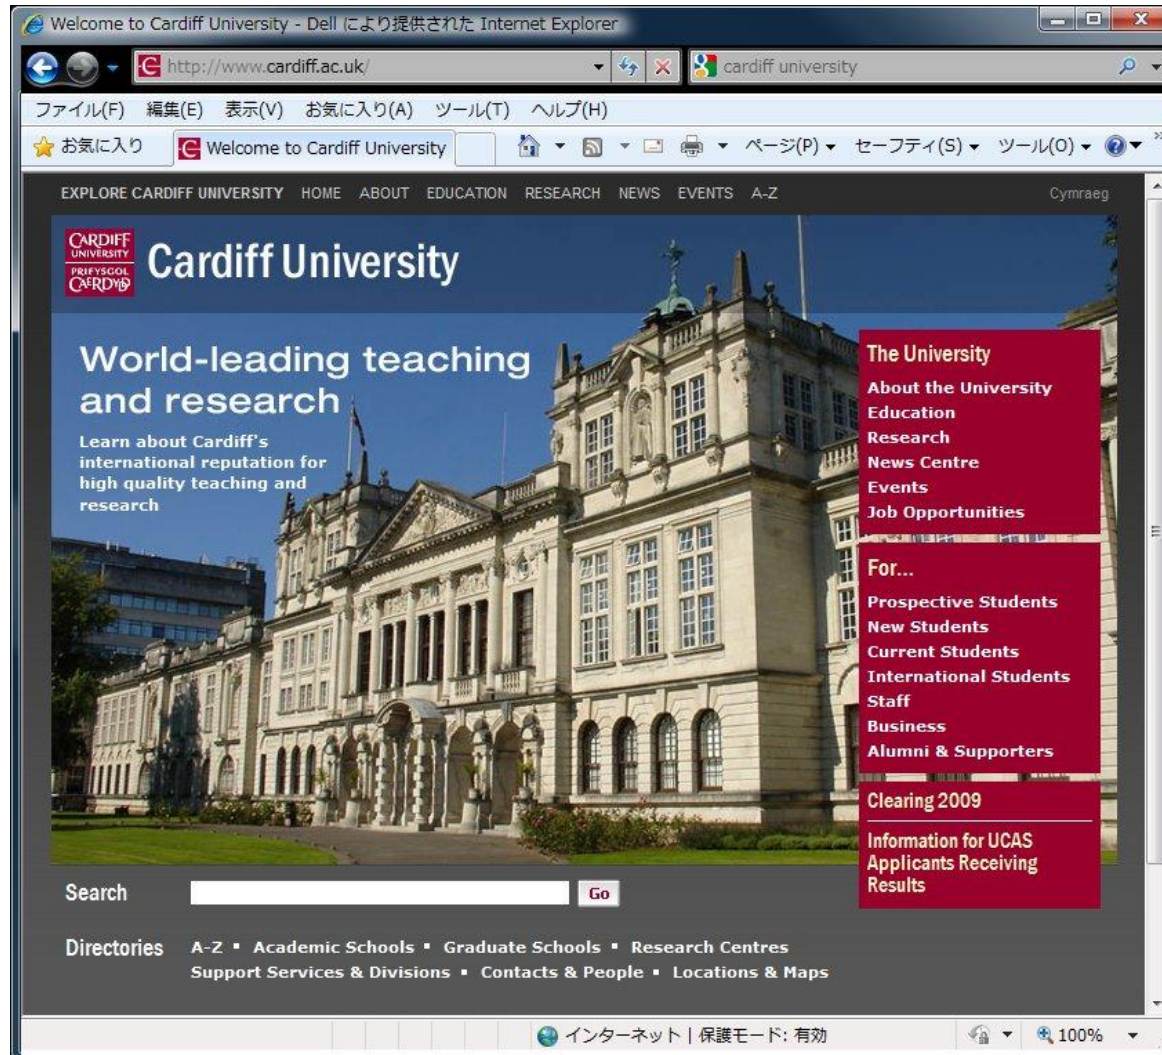 Welcome to Cardiff University - Dell により提供された Internet Explorer
http://www.cardiff.ac.uk/ cardiff university
ファイル(F) 編集(E) 表示(V) お気に入り(A) ツール(T) ヘルプ(H)
お気に入り Welcome to Cardiff University ページ(P) セーフティ(S) ツール(O)
EXPLORE CARDIFF UNIVERSITY HOME ABOUT EDUCATION RESEARCH NEWS EVENTS A-Z Cymraeg
CARDIFF
UNIVERSITY
PRIFYSGOL
CAERDYDD
Cardiff University
World-leading teaching
and research
Learn about Cardiff's
international reputation for
high quality teaching and
research
The University
About the University
Education
Research
News Centre
Events
Job Opportunities
For...
Prospective Students
New Students
Current Students
International Students
Staff
Business
Alumni & Supporters
Clearing 2009
Information for UCAS
Applicants Receiving
Results
Search Go
Directories A-Z ▪ Academic Schools ▪ Graduate Schools ▪ Research Centres
Support Services & Divisions ▪ Contacts & People ▪ Locations & Maps
インターネット | 保護モード: 有効 100%